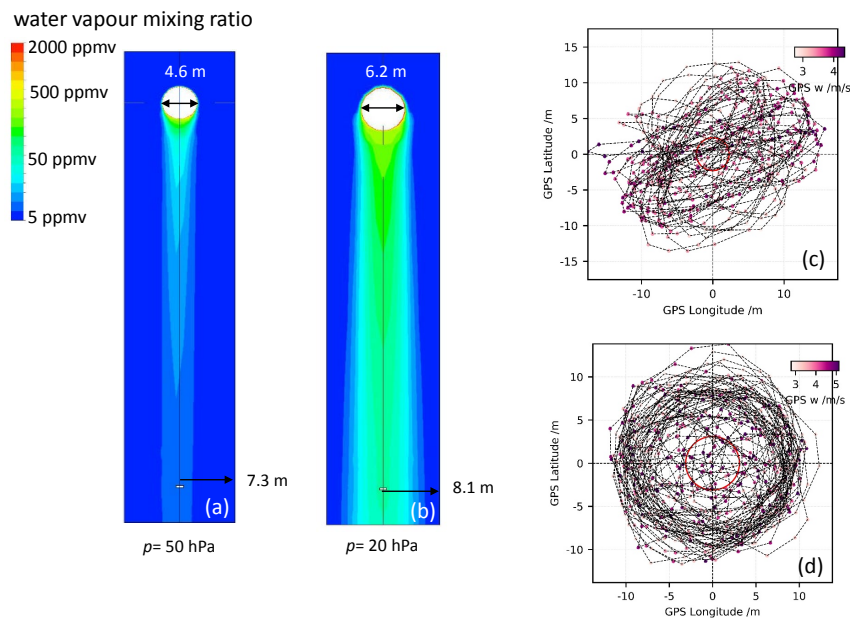 water vapour mixing ratio
2000 ppmv
500 ppmv
50 ppmv
5 ppmv
4.6 m
7.3 m
(a)
p= 50 hPa
6.2 m
8.1 m
(b)
p= 20 hPa
15
10
5
0
-5
-10
-15
GPS Latitude /m
3 4
GPS w /m/s
(c)
-10 0 10
GPS Longitude /m
10
5
0
-5
-10
GPS Latitude /m
3 4 5
GPS w /m/s
(d)
-10 -5 0 5 10
GPS Longitude /m